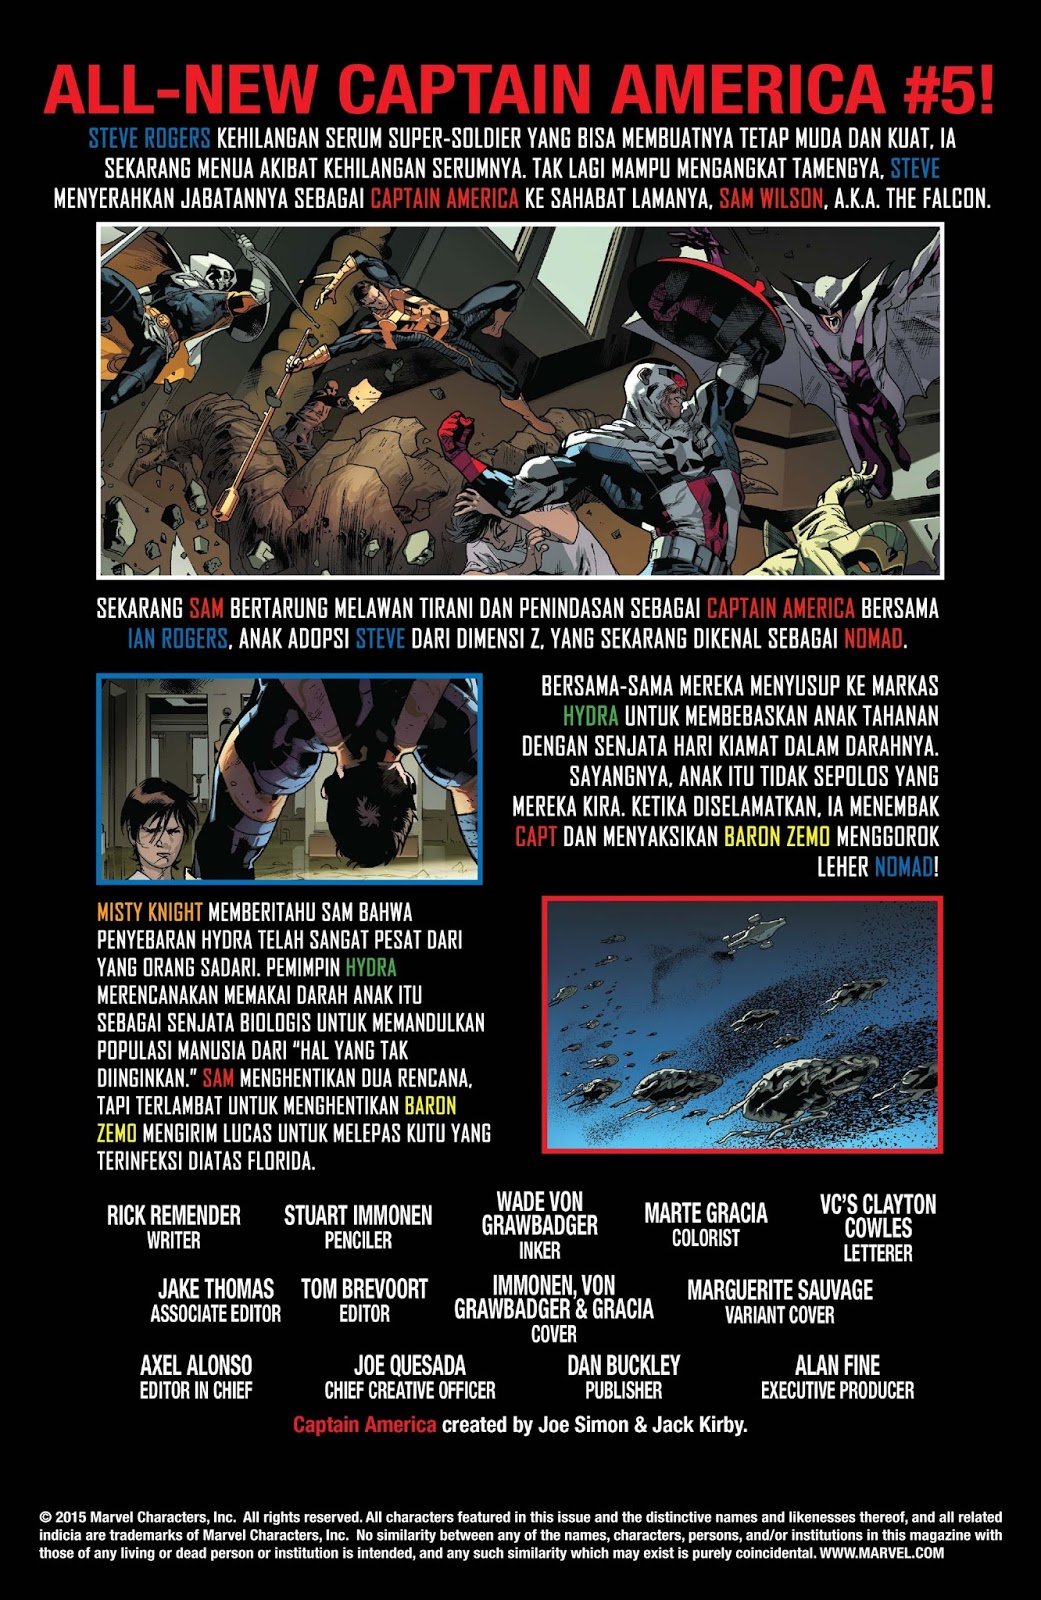 ALL-NEW CAPTAIN AMERICA #5!
STEVE ROGERS KEHILANGAN SERUM SUPER-SOLDIER YANG BISA MEMBUATNYA TETAP MUDA DAN KUAT, IA
SEKARANG MENUA AKIBAT KEHILANGAN SERUMNYA. TAK LAGI MAMPU MENGANGKAT TAMENGYA, STEVE
MENYERAHKAN JABATANNYA SEBAGAI CAPTAIN AMERICA KE SAHABAT LAMANYA, SAM WILSON, A.K.A. THE FALCON.
SEKARANG SAM BERTARUNG MELAWAN TIRANI DAN PENINDASAN SEBAGAI CAPTAIN AMERICA BERSAMA
IAN ROGERS, ANAK ADOPSI STEVE DARI DIMENSI Z, YANG SEKARANG DIKENAL SEBAGAI NOMAD.
BERSAMA-SAMA MEREKA MENYUSUP KE MARKAS
HYDRA UNTUK MEMBEBASKAN ANAK TAHANAN
DENGAN SENJATA HARI KIAMAT DALAM DARAHNYA.
SAYANGNYA, ANAK ITU TIDAK SEPOLOS YANG
MEREKA KIRA. KETIKA DISELAMATKAN, IA MENEMBAK
CAPT DAN MENYAKSIKAN BARON ZEMO MENGGOROK
LEHER NOMAD!
MISTY KNIGHT MEMBERITAHU SAM BAHWA
PENYEBARAN HYDRA TELAH SANGAT PESAT DARI
YANG ORANG SADARI. PEMIMPIN HYDRA
MERENCANAKAN MEMAKAI DARAH ANAK ITU
SEBAGAI SENJATA BIOLOGIS UNTUK MEMANDULKAN
POPULASI MANUSIA DARI “HAL YANG TAK
DIINGINKAN.” SAM MENGHENTIKAN DUA RENCANA,
TAPI TERLAMBAT UNTUK MENGHENTIKAN BARON
ZEMO MENGIRIM LUCAS UNTUK MELEPAS KUTU YANG
TERINFEKSI DIATAS FLORIDA.
RICK REMENDER
WRITER
STUART IMMONEN
PENCILER
WADE VON
GRAWBADGER
INKER
MARTE GRACIA
COLORIST
VC'S CLAYTON
COWLES
LETTERER
JAKE THOMAS
ASSOCIATE EDITOR
TOM BREVOORT
EDITOR
IMMONEN, VON
GRAWBADGER & GRACIA
COVER
MARGUERITE SAUVAGE
VARIANT COVER
AXEL ALONSO
EDITOR IN CHIEF
JOE QUESADA
CHIEF CREATIVE OFFICER
DAN BUCKLEY
PUBLISHER
ALAN FINE
EXECUTIVE PRODUCER
Captain America created by Joe Simon & Jack Kirby.
© 2015 Marvel Characters, Inc. All rights reserved. All characters featured in this issue and the distinctive names and likenesses thereof, and all related
indicia are trademarks of Marvel Characters, Inc. No similarity between any of the names, characters, persons, and/or institutions in this magazine with
those of any living or dead person or institution is intended, and any such similarity which may exist is purely coincidental. WWW.MARVEL.COM